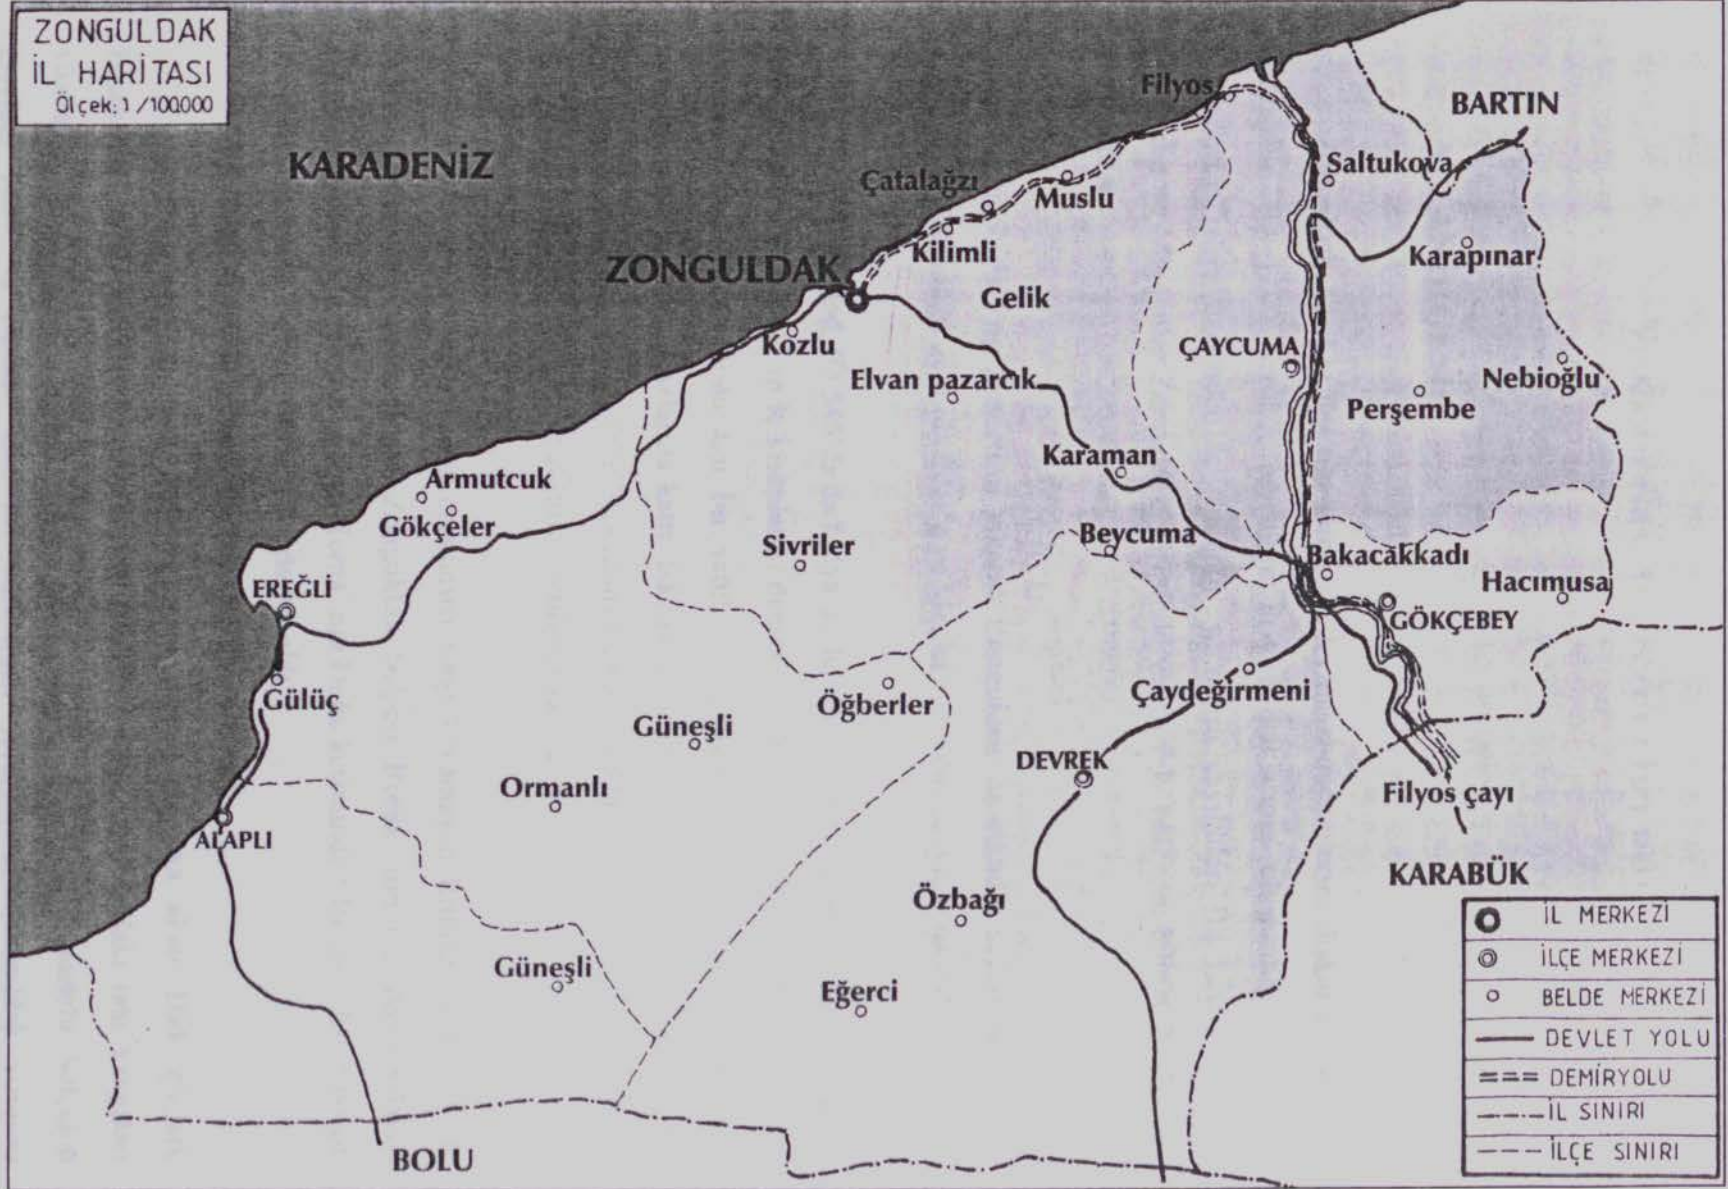 ZONGULDAK
İL HARİTASI
Ölçek: 1/100.000
KARADENİZ
Filyos
BARTIN
Saltukova
Çatalağzı
Muslu
Kilimli
Karapınar
ZONGULDAK
Gelik
Kozlu
ÇAYCUMA
Elvan pazarcık
Nebioğlu
Perşembe
Karaman
Armutcuk
Gökçeler
Beycuma
Sivriler
Bakacakkadı
Hacımusa
EREĞLİ
GÖKÇEBEY
Gülüç
Çaydeğirmeni
Öğberler
Güneşli
DEVREK
Ormanlı
Filyos çayı
ALAPLI
KARABÜK
Özbağı
Güneşli
Eğerci
BOLU
İL MERKEZİ
İLÇE MERKEZİ
BELDE MERKEZİ
DEVLET YOLU
DEMİRYOLU
İL SINIRI
İLÇE SINIRI